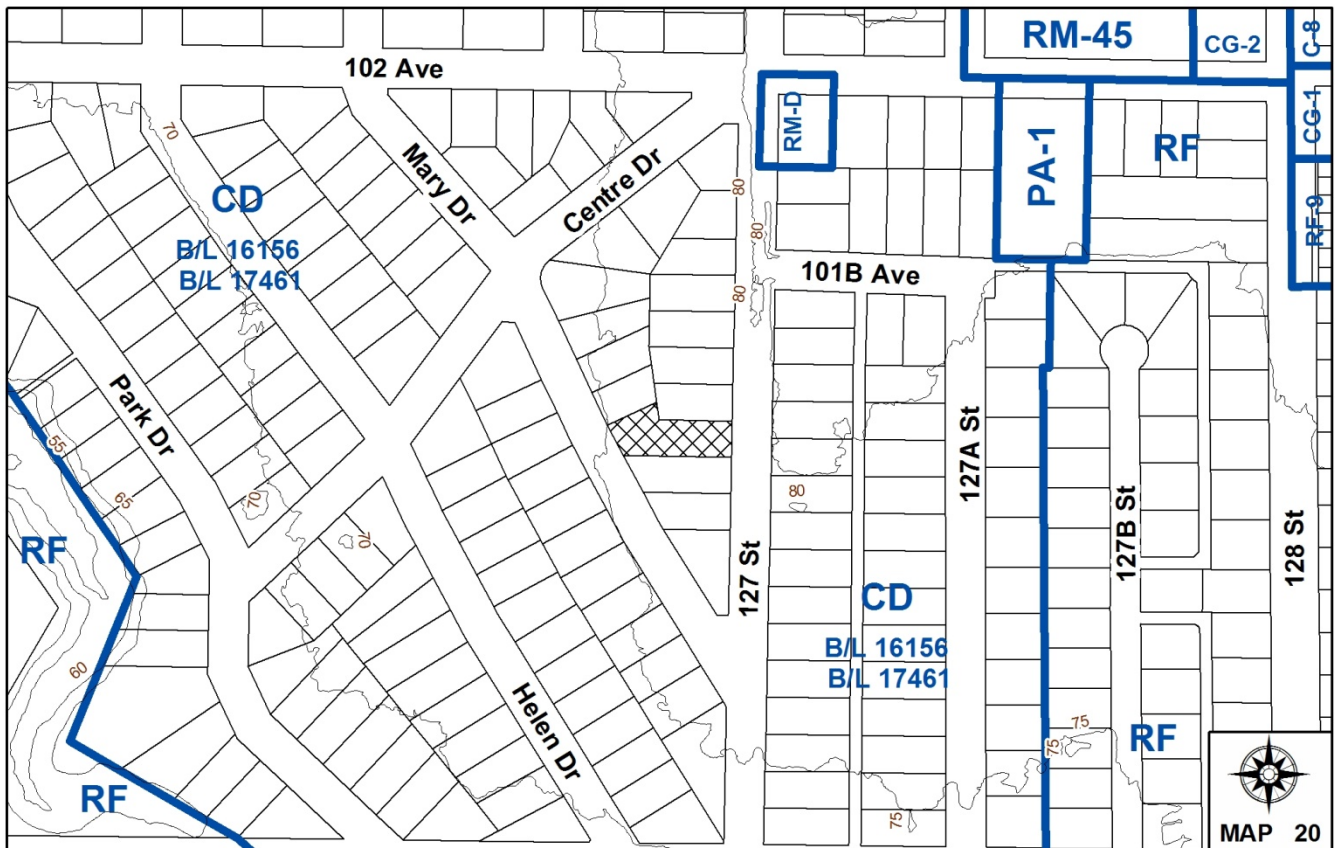 RM-45
CG-2
C-8
102 Ave
70
RM-D
CG-1
PA-1
RF
Mary Dr
Centre Dr
80
CD
RF-9
B/L 16156
B/L 17461
80
101B Ave
80
Park Dr
55
127A St
65
70
80
70
RF
127 St
127B St
128 St
CD
B/L 16156
B/L 17461
60
Helen Dr
75
75
RF
RF
75
MAP 20